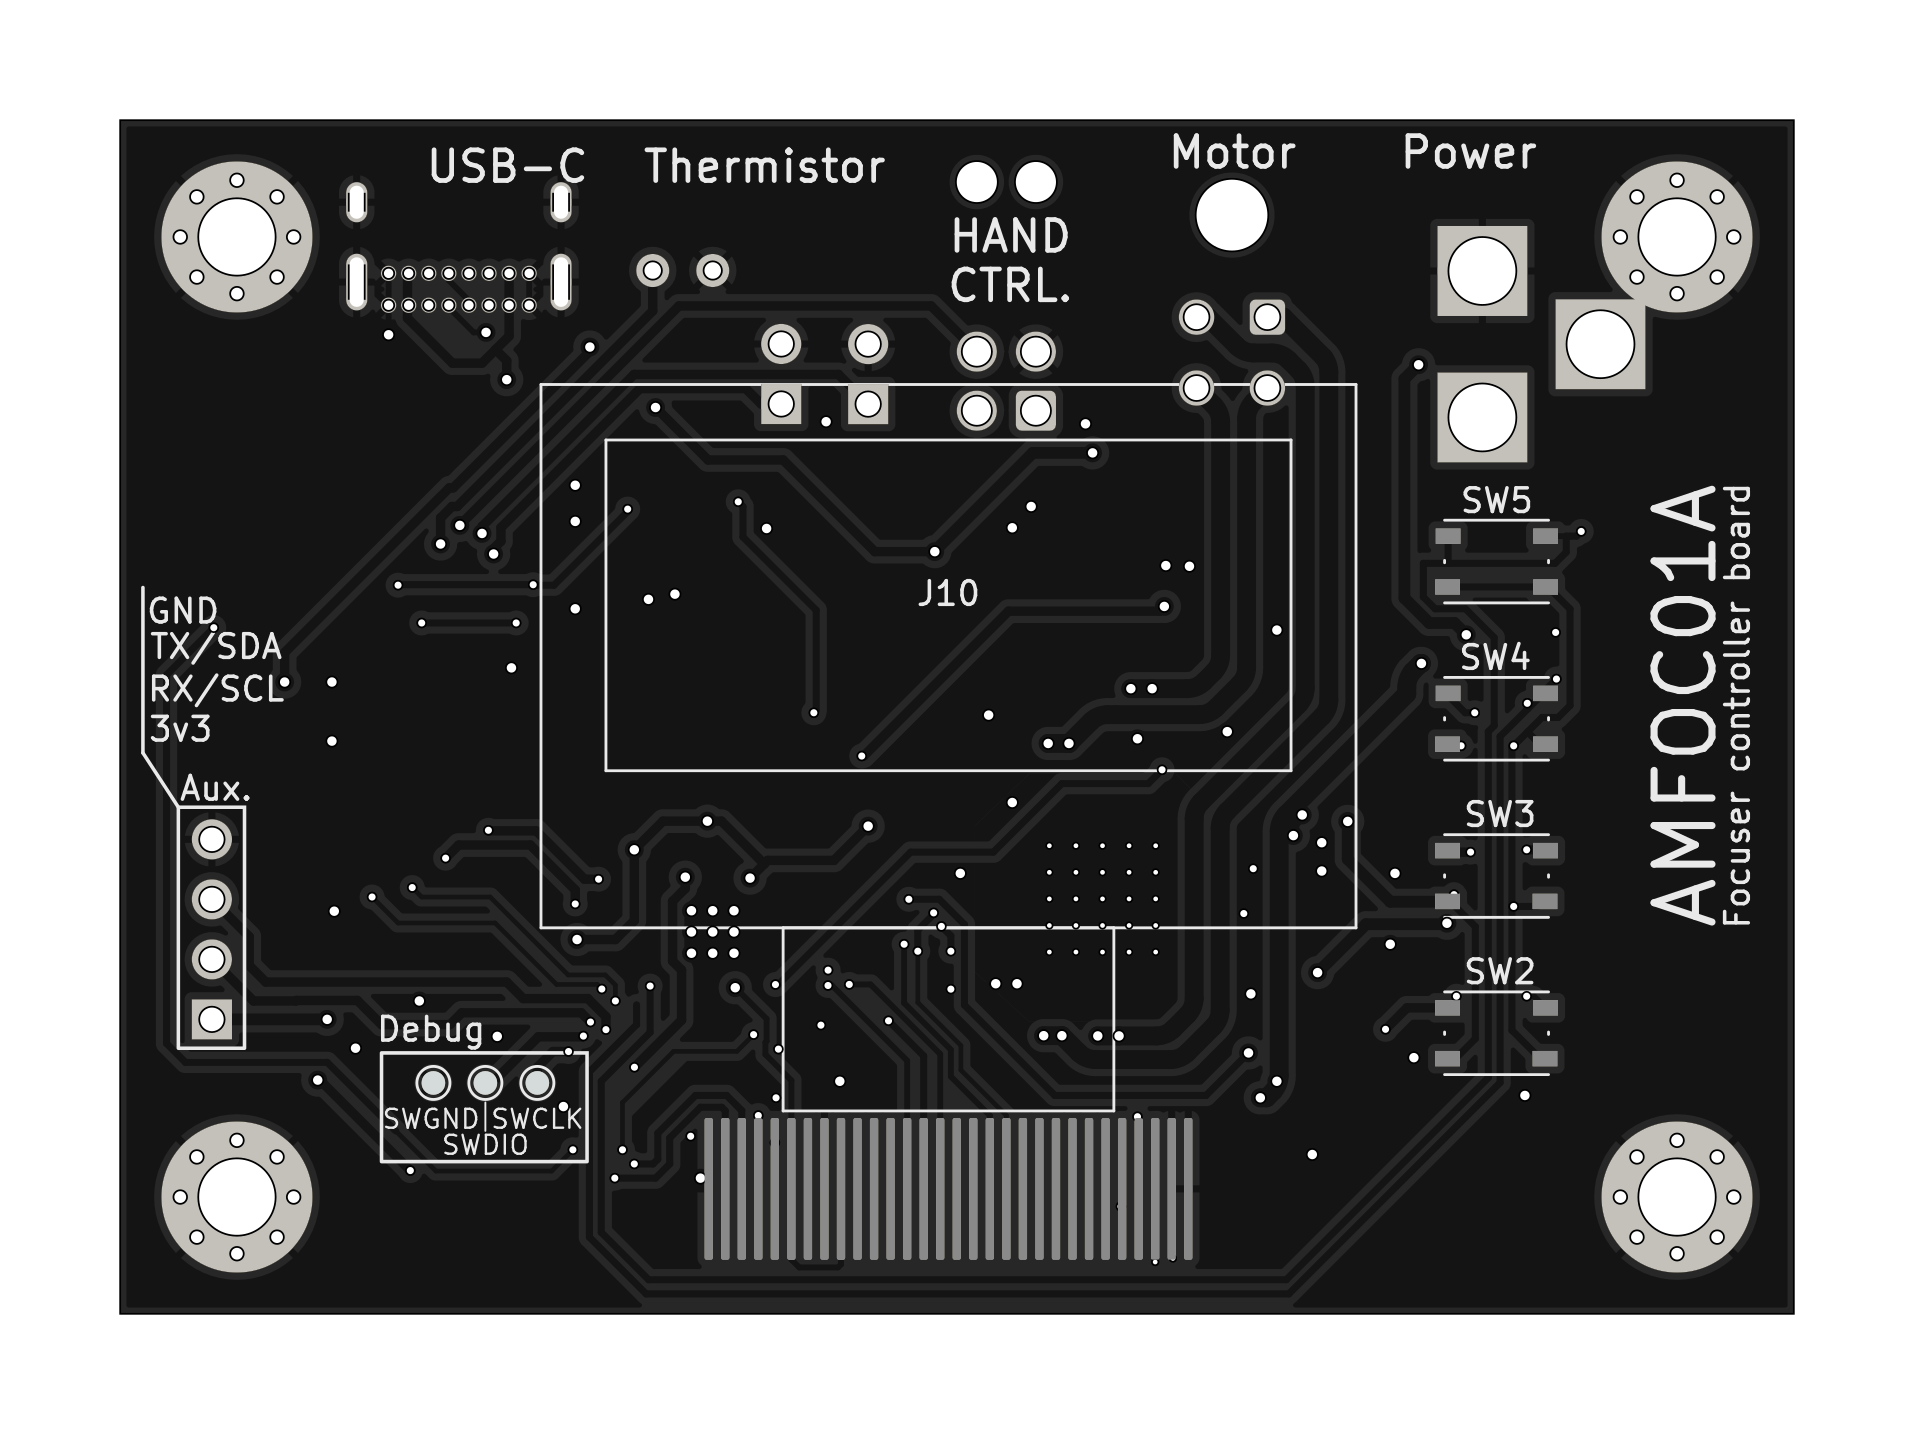 USB-C
Thermistor
HAND
CTRL.
Motor
Power
SW5
J10
GND
TX/SDA
RX/SCL
3v3
SW4
Aux.
SW3
SW2
Debug
SWGND|SWCLK
SWDIO
AMFOC01A
Focuser controller board